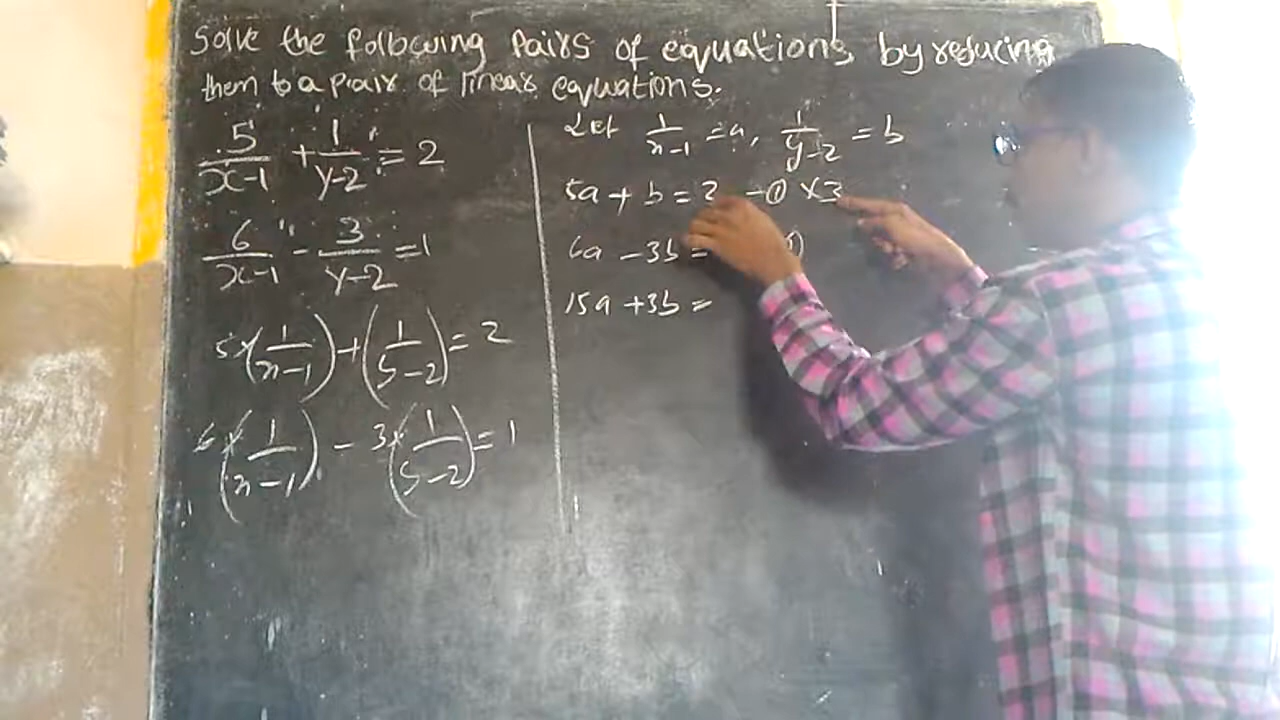 Solve the following Pairs of equations by reducing
them to a pair of linear equations.
5/x-1 + 1/y-2 = 2
6/x-1 - 3/y-2 = 1
5×(1/x-1) + (1/5-2) = 2
6×(1/x-1) - 3×(1/5-2) = 1
Let 1/x-1 = a, 1/y-2 = b
5a + b = 2 -① ×3
6a - 3b =
15a + 3b =